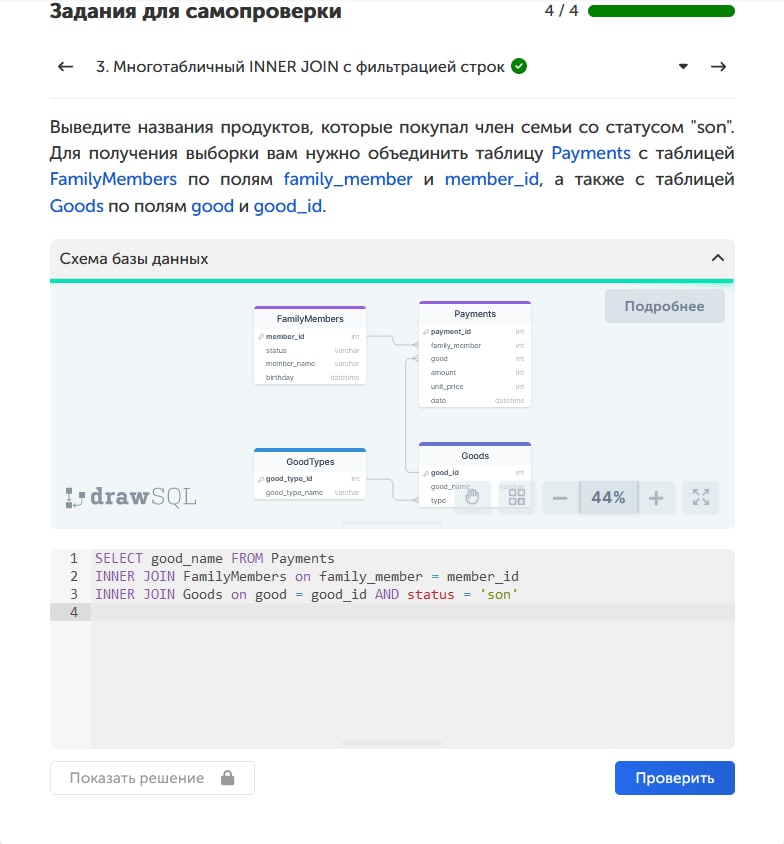 Задания для самопроверки
4 / 4
3. Многотабличный INNER JOIN с фильтрацией строк
Выведите названия продуктов, которые покупал член семьи со статусом "son".
Для получения выборки вам нужно объединить таблицу Payments с таблицей
FamilyMembers по полям family_member и member_id, а также с таблицей
Goods по полям good и good_id.
Схема базы данных
Подробнее
FamilyMembers
member_id int
status varchar
member_name varchar
birthday datetime
Payments
payment_id int
family_member int
good int
amount int
unit_price int
date datetime
GoodTypes
good_type_id int
good_type_name varchar
Goods
good_id int
good_name varchar
type
drawSQL
44%
1 SELECT good_name FROM Payments
2 INNER JOIN FamilyMembers on family_member = member_id
3 INNER JOIN Goods on good = good_id AND status = 'son'
4
Показать решение
Проверить